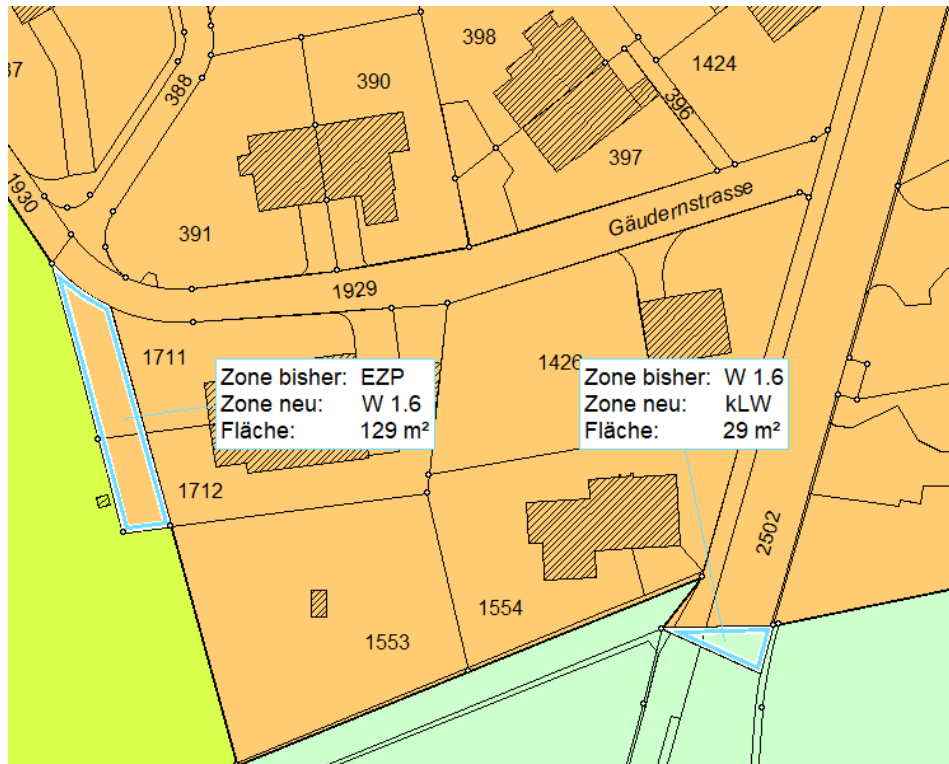 398
1424
37
390
388
396
397
1930
Gäudernstrasse
391
1929
1711
1426
Zone bisher: EZP
Zone neu: W 1.6
Fläche: 129 m²
Zone bisher: W 1.6
Zone neu: kLW
Fläche: 29 m²
1712
2502
1554
1553